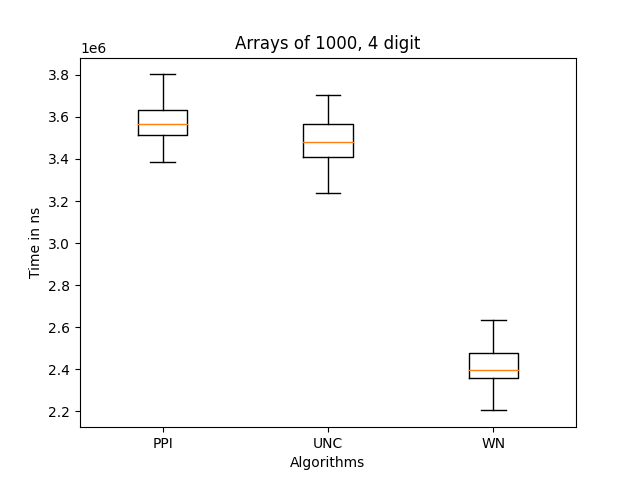 Arrays of 1000, 4 digit
1e6
3.8
3.6
3.4
3.2
3.0
2.8
2.6
2.4
2.2
Time in ns
PPI UNC WN
Algorithms